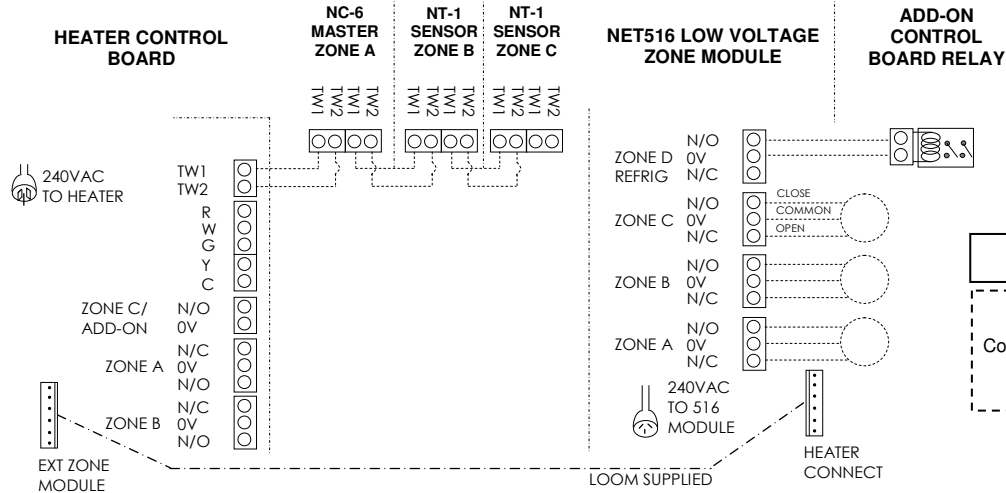 HEATER CONTROL
BOARD
NC-6
MASTER
ZONE A
NT-1
SENSOR
ZONE B
NT-1
SENSOR
ZONE C
NET516 LOW VOLTAGE
ZONE MODULE
ADD-ON
CONTROL
BOARD RELAY
TW1
TW2
TW1
TW2
TW1
TW2
TW1
TW2
TW1
TW2
240VAC
TO HEATER
TW1
TW2
R
W
G
Y
C
ZONE C/
ADD-ON
N/O
0V
ZONE A
N/C
0V
N/O
ZONE B
N/C
0V
N/O
EXT ZONE
MODULE
ZONE D
REFRIG
N/O
0V
N/C
ZONE C
N/O
0V
N/C
CLOSE
COMMON
OPEN
ZONE B
N/O
0V
N/C
ZONE A
N/O
0V
N/C
240VAC
TO 516
MODULE
HEATER
CONNECT
LOOM SUPPLIED
Co